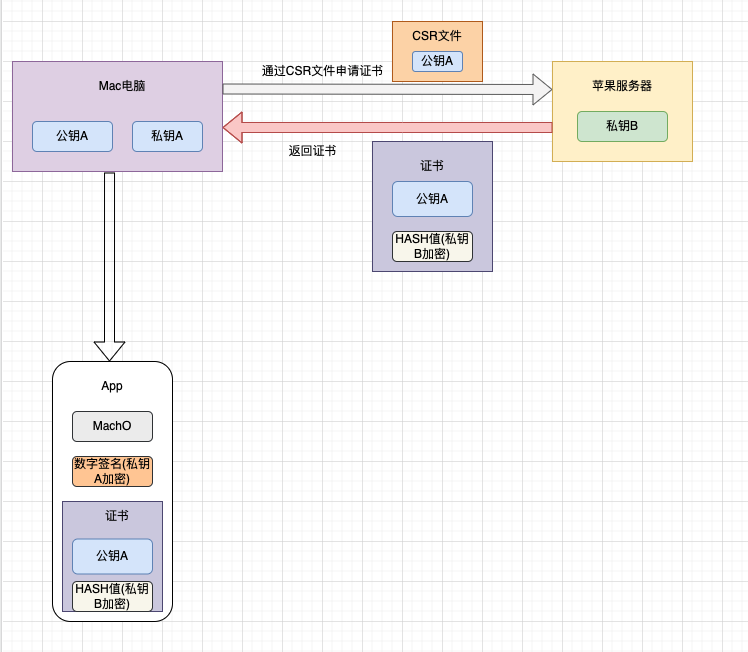 CSR文件
公钥A
通过CSR文件申请证书
Mac电脑
公钥A
私钥A
苹果服务器
私钥B
返回证书
证书
公钥A
HASH值(私钥
B加密)
App
MachO
数字签名(私钥
A加密)
证书
公钥A
HASH值(私钥
B加密)